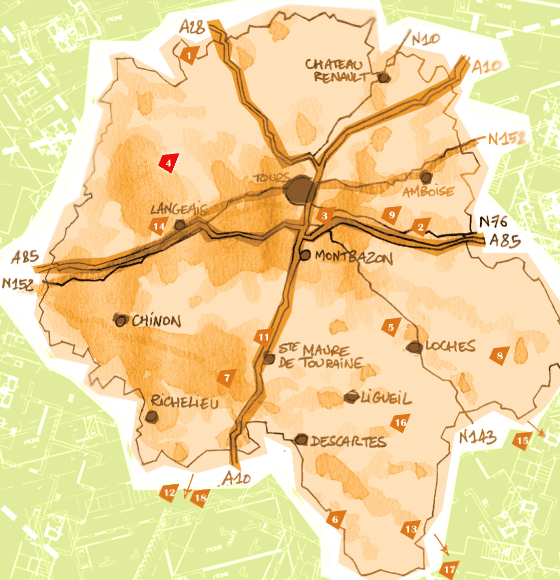 A28
N10
1
CHATEAU
RENAULT
A10
4
N152
TOURS
AMBOISE
LANGEAIS
14
3
9
2
N76
A85
A85
N152
MONTBAZON
CHINON
5
11
LOCHES
STE MAURE
DE TOURAINE
8
7
RICHELIEU
LIGUEIL
16
N143
15
DESCARTES
A10
12
18
6
13
17